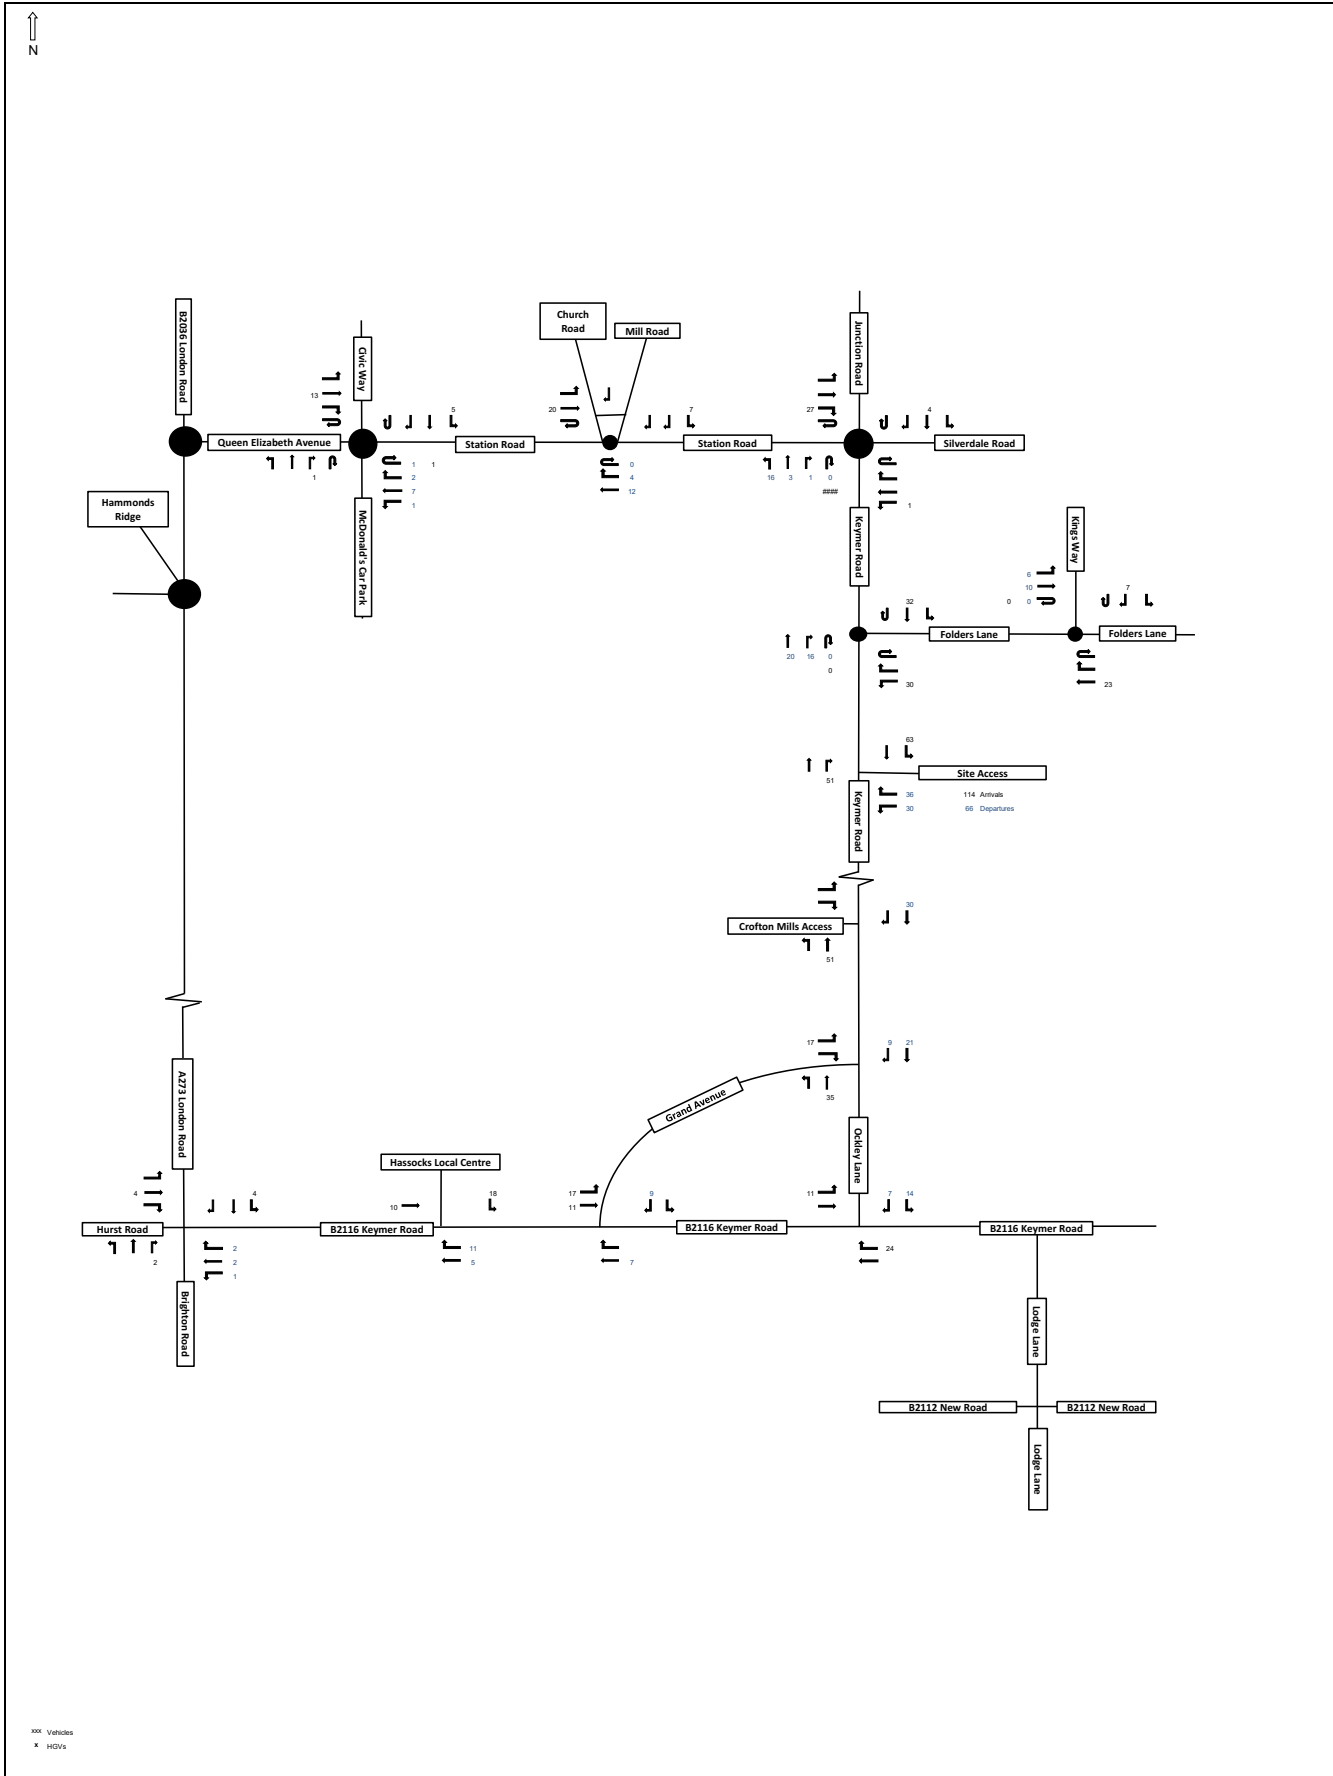 N
B2036 London Road
Civic Way
Church
Road
Mill Road
Junction Road
13
5
20
7
27
4
Queen Elizabeth Avenue
Station Road
Station Road
Silverdale Road
1
1 1
2
7
1
0
4
12
16 3 1 0
####
1
Hammonds
Ridge
McDonald's Car Park
Keymer Road
Kings Way
6
10
0 0
7
32
Folders Lane
Folders Lane
20 16 0
0
30
23
63
51
Site Access
36
30
114 Arrivals
66 Departures
Keymer Road
30
Crofton Mills Access
51
17
9 21
35
A273 London Road
Grand Avenue
Ockley Lane
Hassocks Local Centre
4
4
10
18
17
11
9
11
7 14
Hurst Road
B2116 Keymer Road
B2116 Keymer Road
B2116 Keymer Road
2
2
2
1
11
5
7
24
Brighton Road
Lodge Lane
B2112 New Road
B2112 New Road
Lodge Lane
xxx Vehicles
x HGVs